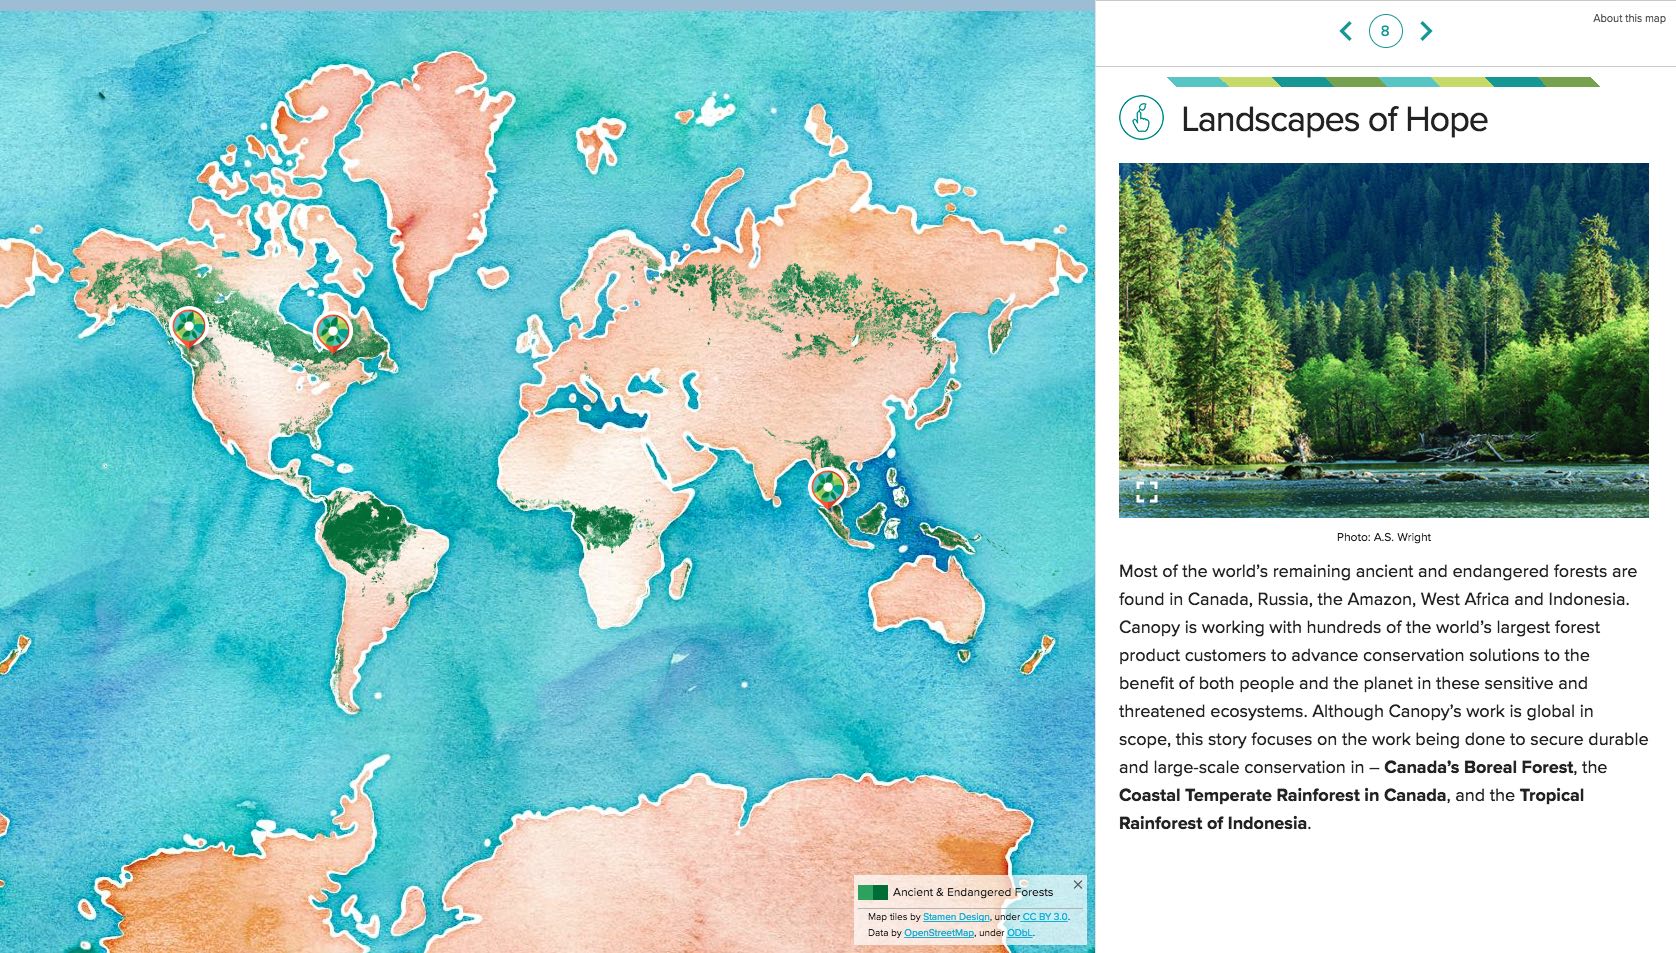 About this map
8
Landscapes of Hope
Photo: A.S. Wright
Most of the world’s remaining ancient and endangered forests are
found in Canada, Russia, the Amazon, West Africa and Indonesia.
Canopy is working with hundreds of the world’s largest forest
product customers to advance conservation solutions to the
benefit of both people and the planet in these sensitive and
threatened ecosystems. Although Canopy’s work is global in
scope, this story focuses on the work being done to secure durable
and large-scale conservation in – Canada’s Boreal Forest, the
Coastal Temperate Rainforest in Canada, and the Tropical
Rainforest of Indonesia.
Ancient & Endangered Forests
Map tiles by Stamen Design, under CC BY 3.0.
Data by OpenStreetMap, under ODbL.